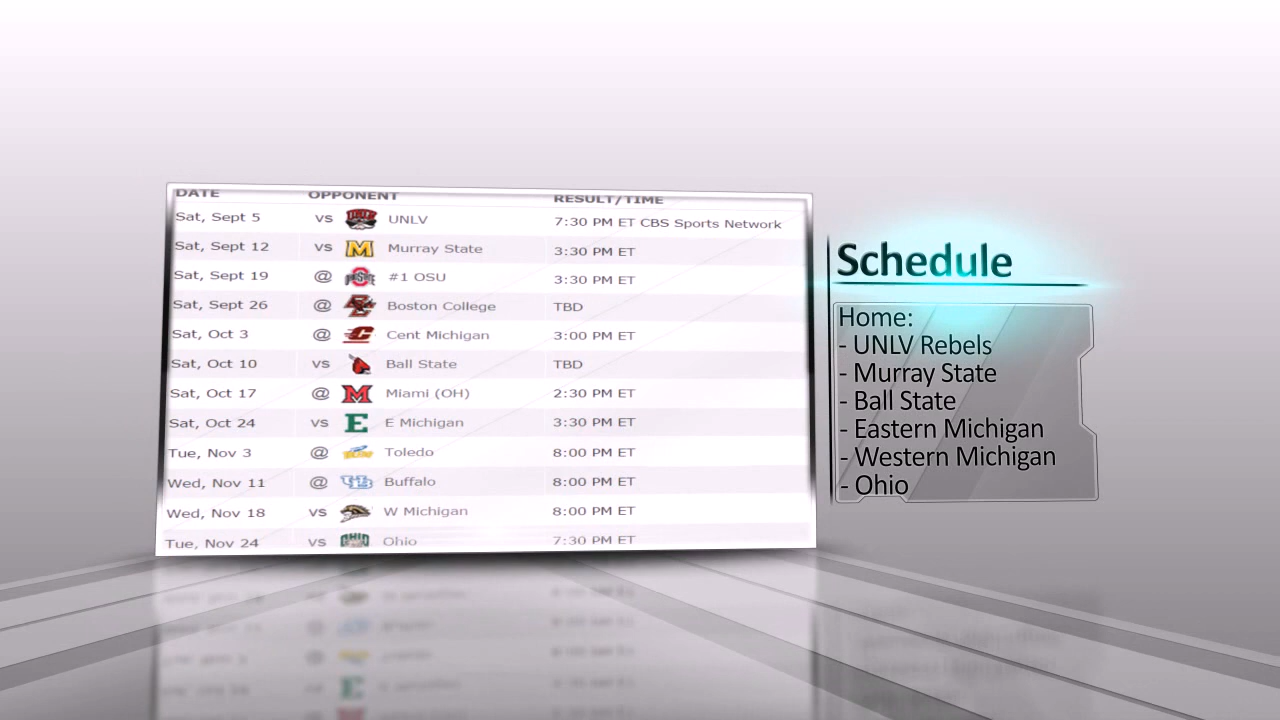 DATE OPPONENT RESULT/TIME
Sat, Sept 5 vs UNLV 7:30 PM ET CBS Sports Network
Sat, Sept 12 vs Murray State 3:30 PM ET
Sat, Sept 19 @ #1 OSU 3:30 PM ET
Sat, Sept 26 @ Boston College TBD
Sat, Oct 3 @ Cent Michigan 3:00 PM ET
Sat, Oct 10 vs Ball State TBD
Sat, Oct 17 @ Miami (OH) 2:30 PM ET
Sat, Oct 24 vs E Michigan 3:30 PM ET
Tue, Nov 3 @ Toledo 8:00 PM ET
Wed, Nov 11 @ Buffalo 8:00 PM ET
Wed, Nov 18 vs W Michigan 8:00 PM ET
Tue, Nov 24 vs Ohio 7:30 PM ET
Schedule
Home:
- UNLV Rebels
- Murray State
- Ball State
- Eastern Michigan
- Western Michigan
- Ohio